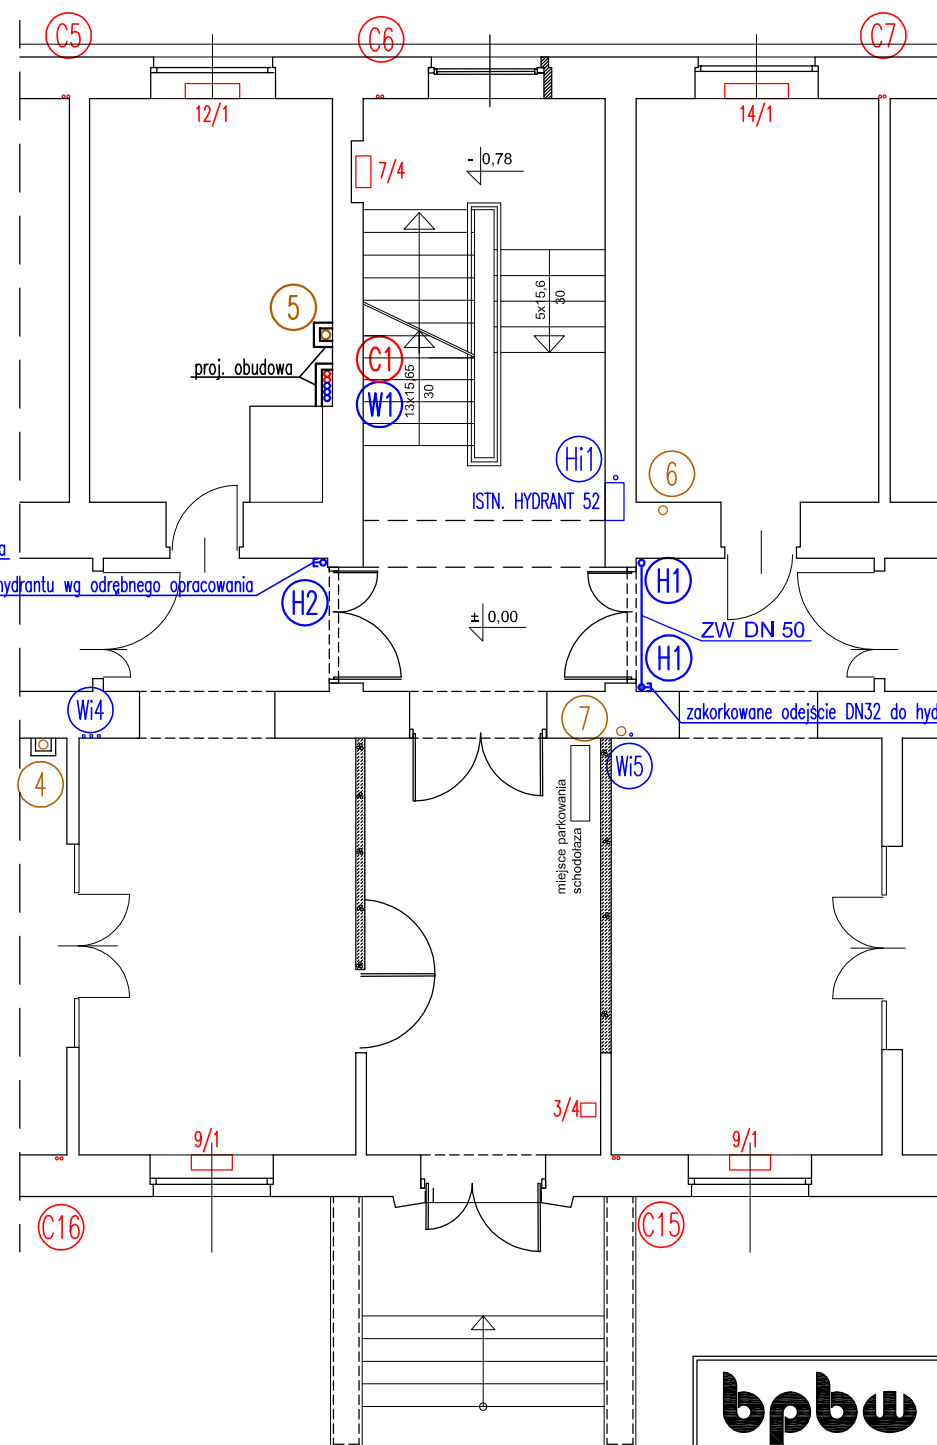 C5
C6
C7
12/1
14/1
7/4
- 0,78
5
5x15,6
30
proj. obudowa
C1
W1
13x15,65
30
Hi1
6
ISTN. HYDRANT 52
a
hydrantu wg odrębnego opracowania
H2
± 0,00
H1
ZW DN 50
H1
Wi4
7
zakorkowane odejście DN32 do hyd
4
Wi5
miejsce parkowania
schodołaza
3/4
9/1
9/1
C16
C15
bpbw